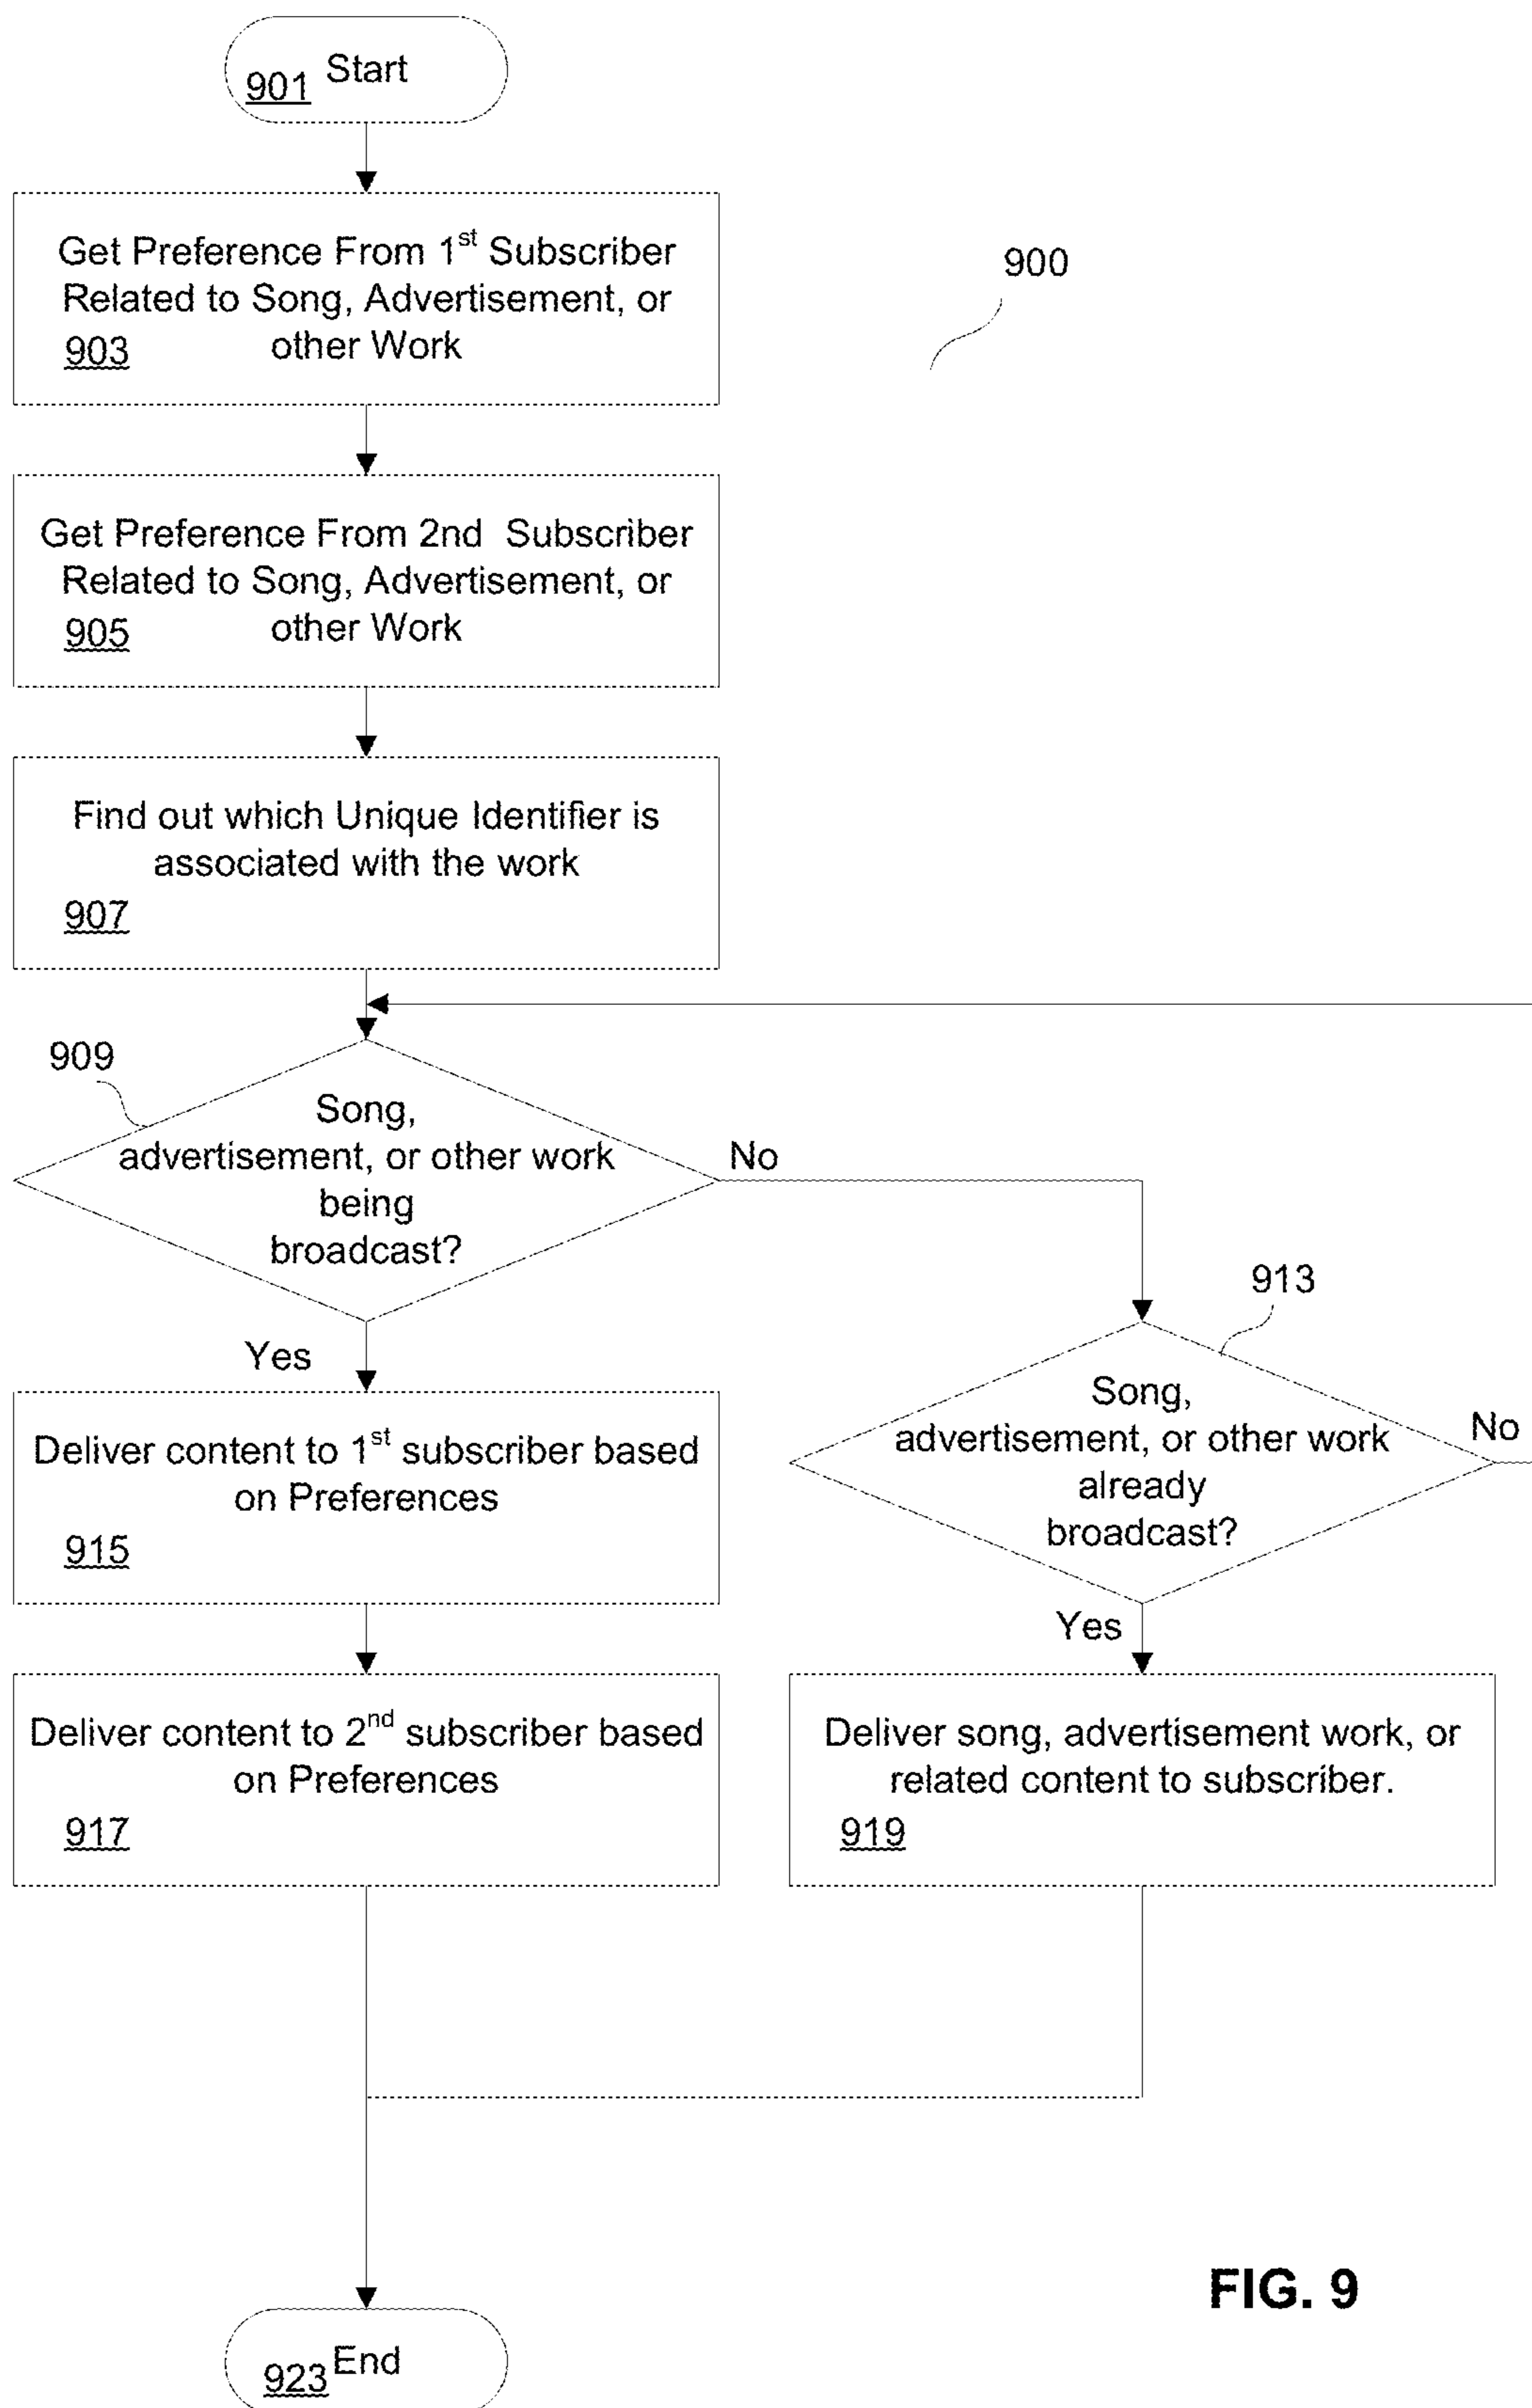 Start
901
Get Preference From 1st Subscriber
Related to Song, Advertisement, or
other Work
903
900
Get Preference From 2nd Subscriber
Related to Song, Advertisement, or
other Work
905
Find out which Unique Identifier is
associated with the work
907
909
Song,
advertisement, or other work
being
broadcast?
No
Yes
913
Song,
advertisement, or other work
already
broadcast?
No
Yes
Deliver content to 1st subscriber based
on Preferences
915
Deliver content to 2nd subscriber based
on Preferences
917
Deliver song, advertisement work, or
related content to subscriber.
919
FIG. 9
End
923